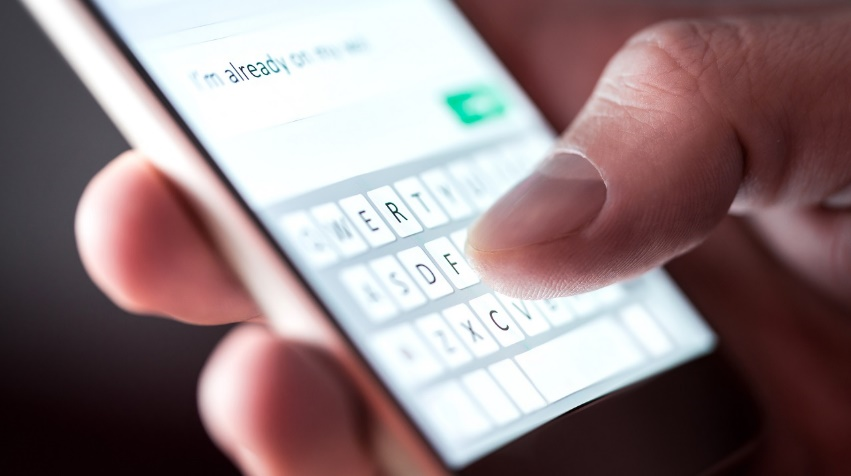 I'm already on my
W E R T Y
S D F
Z X C V